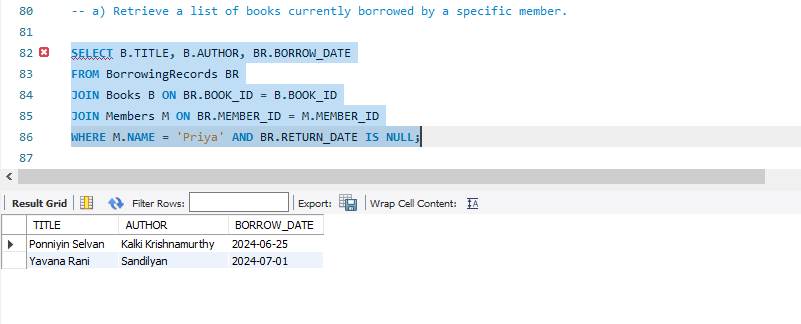 80 -- a) Retrieve a list of books currently borrowed by a specific member.
81
82 SELECT B.TITLE, B.AUTHOR, BR.BORROW_DATE
83 FROM BorrowingRecords BR
84 JOIN Books B ON BR.BOOK_ID = B.BOOK_ID
85 JOIN Members M ON BR.MEMBER_ID = M.MEMBER_ID
86 WHERE M.NAME = 'Priya' AND BR.RETURN_DATE IS NULL;
87
Result Grid Filter Rows: Export: Wrap Cell Content: IA
TITLE AUTHOR BORROW_DATE
Ponniyin Selvan Kalki Krishnamurthy 2024-06-25
Yavana Rani Sandilyan 2024-07-01